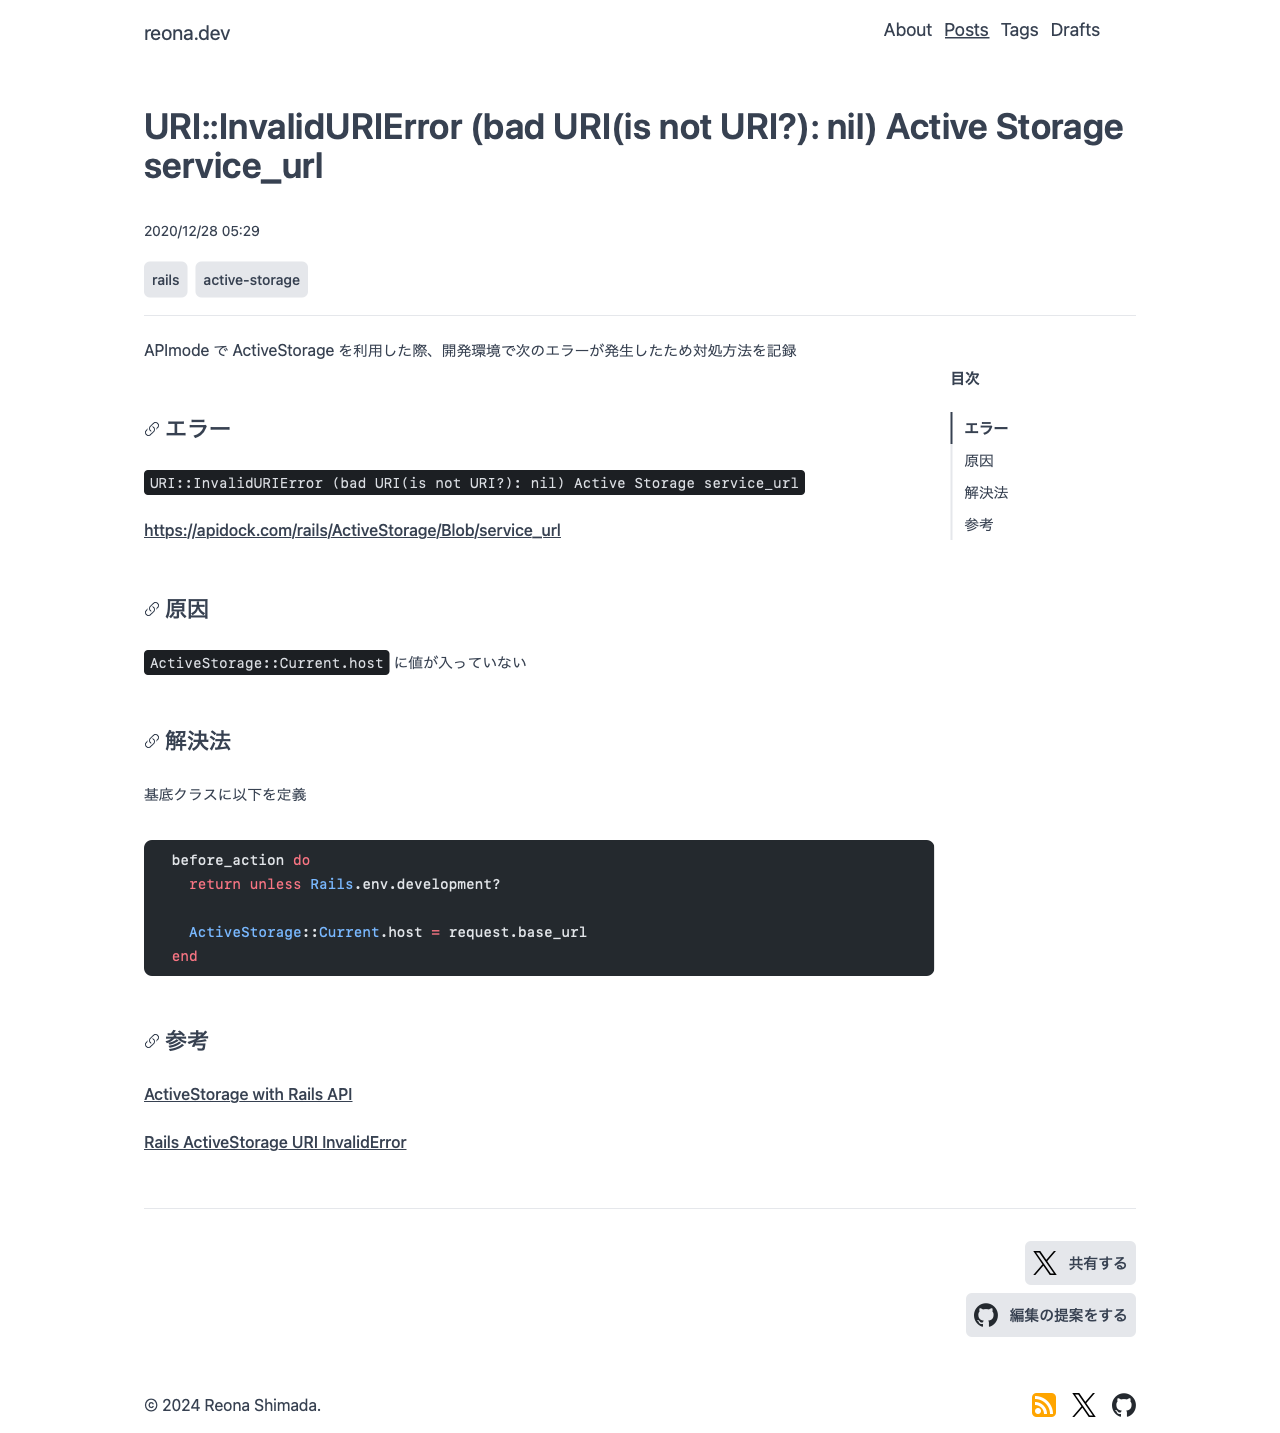 reona.dev
About Posts Tags Drafts
URI::InvalidURIError (bad URI(is not URI?): nil) Active Storage
service_url
2020/12/28 05:29
rails active-storage
APImode で ActiveStorage を利用した際、開発環境で次のエラーが発生したため対処方法を記録
目次
エラー
原因
解決法
参考
エラー
URI::InvalidURIError (bad URI(is not URI?): nil) Active Storage service_url
https://apidock.com/rails/ActiveStorage/Blob/service_url
原因
ActiveStorage::Current.host に値が入っていない
解決法
基底クラスに以下を定義
before_action do
  return unless Rails.env.development?
  ActiveStorage::Current.host = request.base_url
end
参考
ActiveStorage with Rails API
Rails ActiveStorage URI InvalidError
共有する
編集の提案をする
© 2024 Reona Shimada.